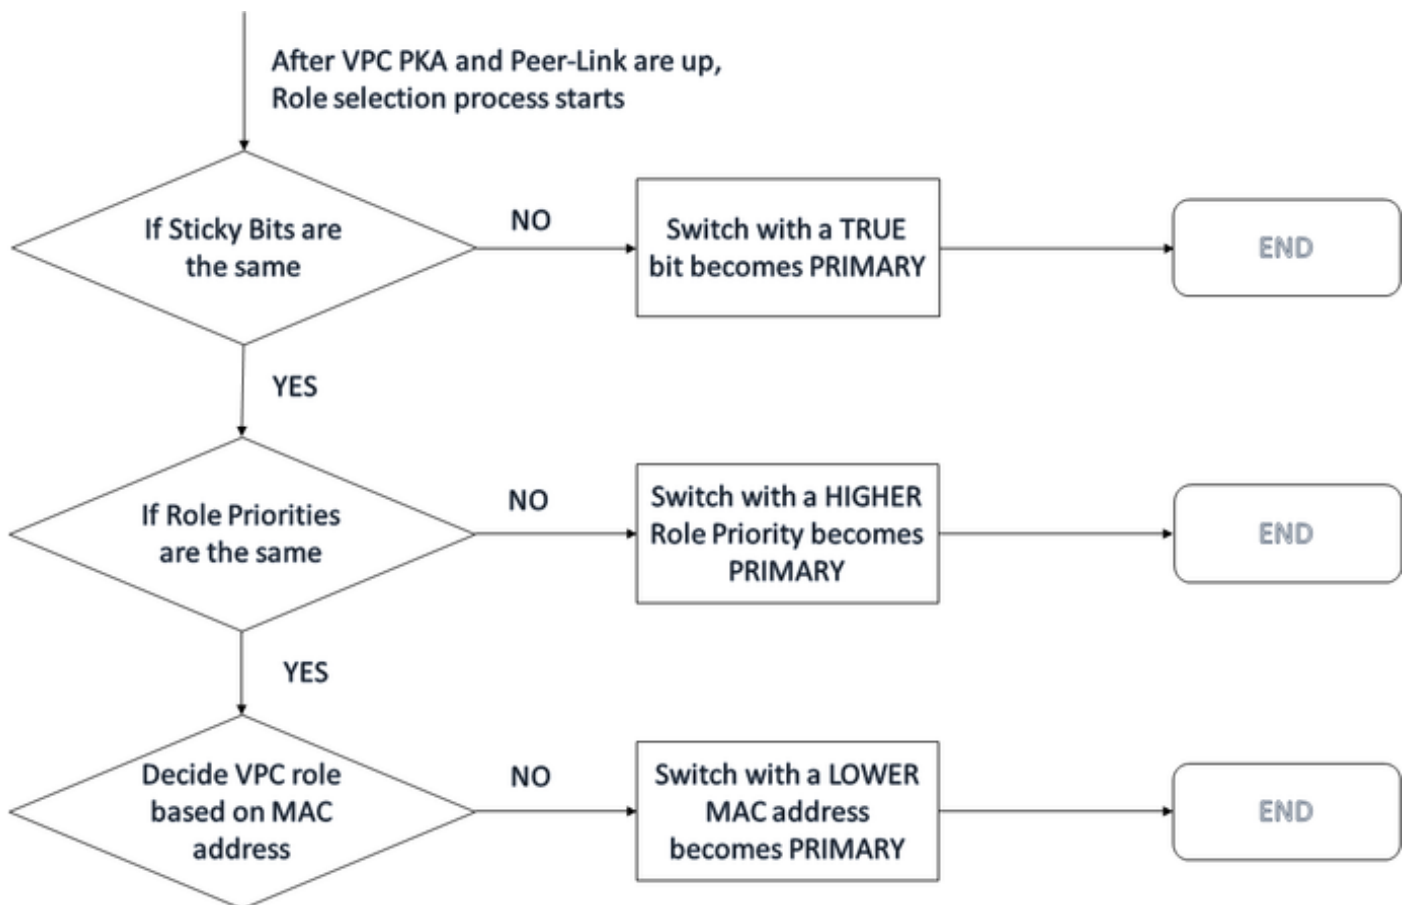 After VPC PKA and Peer-Link are up,
Role selection process starts
If Sticky Bits are
the same
NO
Switch with a TRUE
bit becomes PRIMARY
END
YES
If Role Priorities
are the same
NO
Switch with a HIGHER
Role Priority becomes
PRIMARY
END
YES
Decide VPC role
based on MAC
address
NO
Switch with a LOWER
MAC address
becomes PRIMARY
END